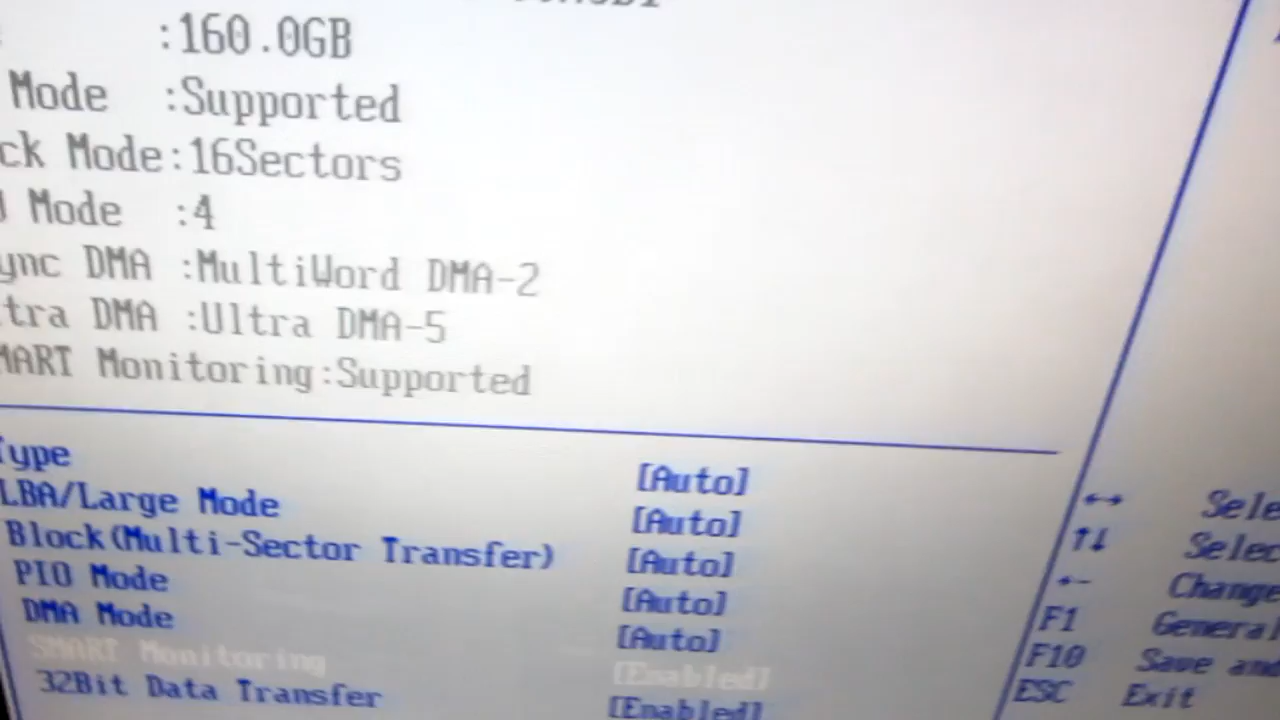 :160.0GB
Mode :Supported
ck Mode:16Sectors
Mode :4
ync DMA :MultiWord DMA-2
tra DMA :Ultra DMA-5
MART Monitoring:Supported
Type [Auto]
LBA/Large Mode [Auto]
Block(Multi-Sector Transfer) [Auto]
PIO Mode [Auto]
DMA Mode [Auto]
SMART Monitoring [Enabled]
32Bit Data Transfer [Enabled]
↔ Sele
↑↓ Selec
+- Change
F1 General
F10 Save and
ESC Exit